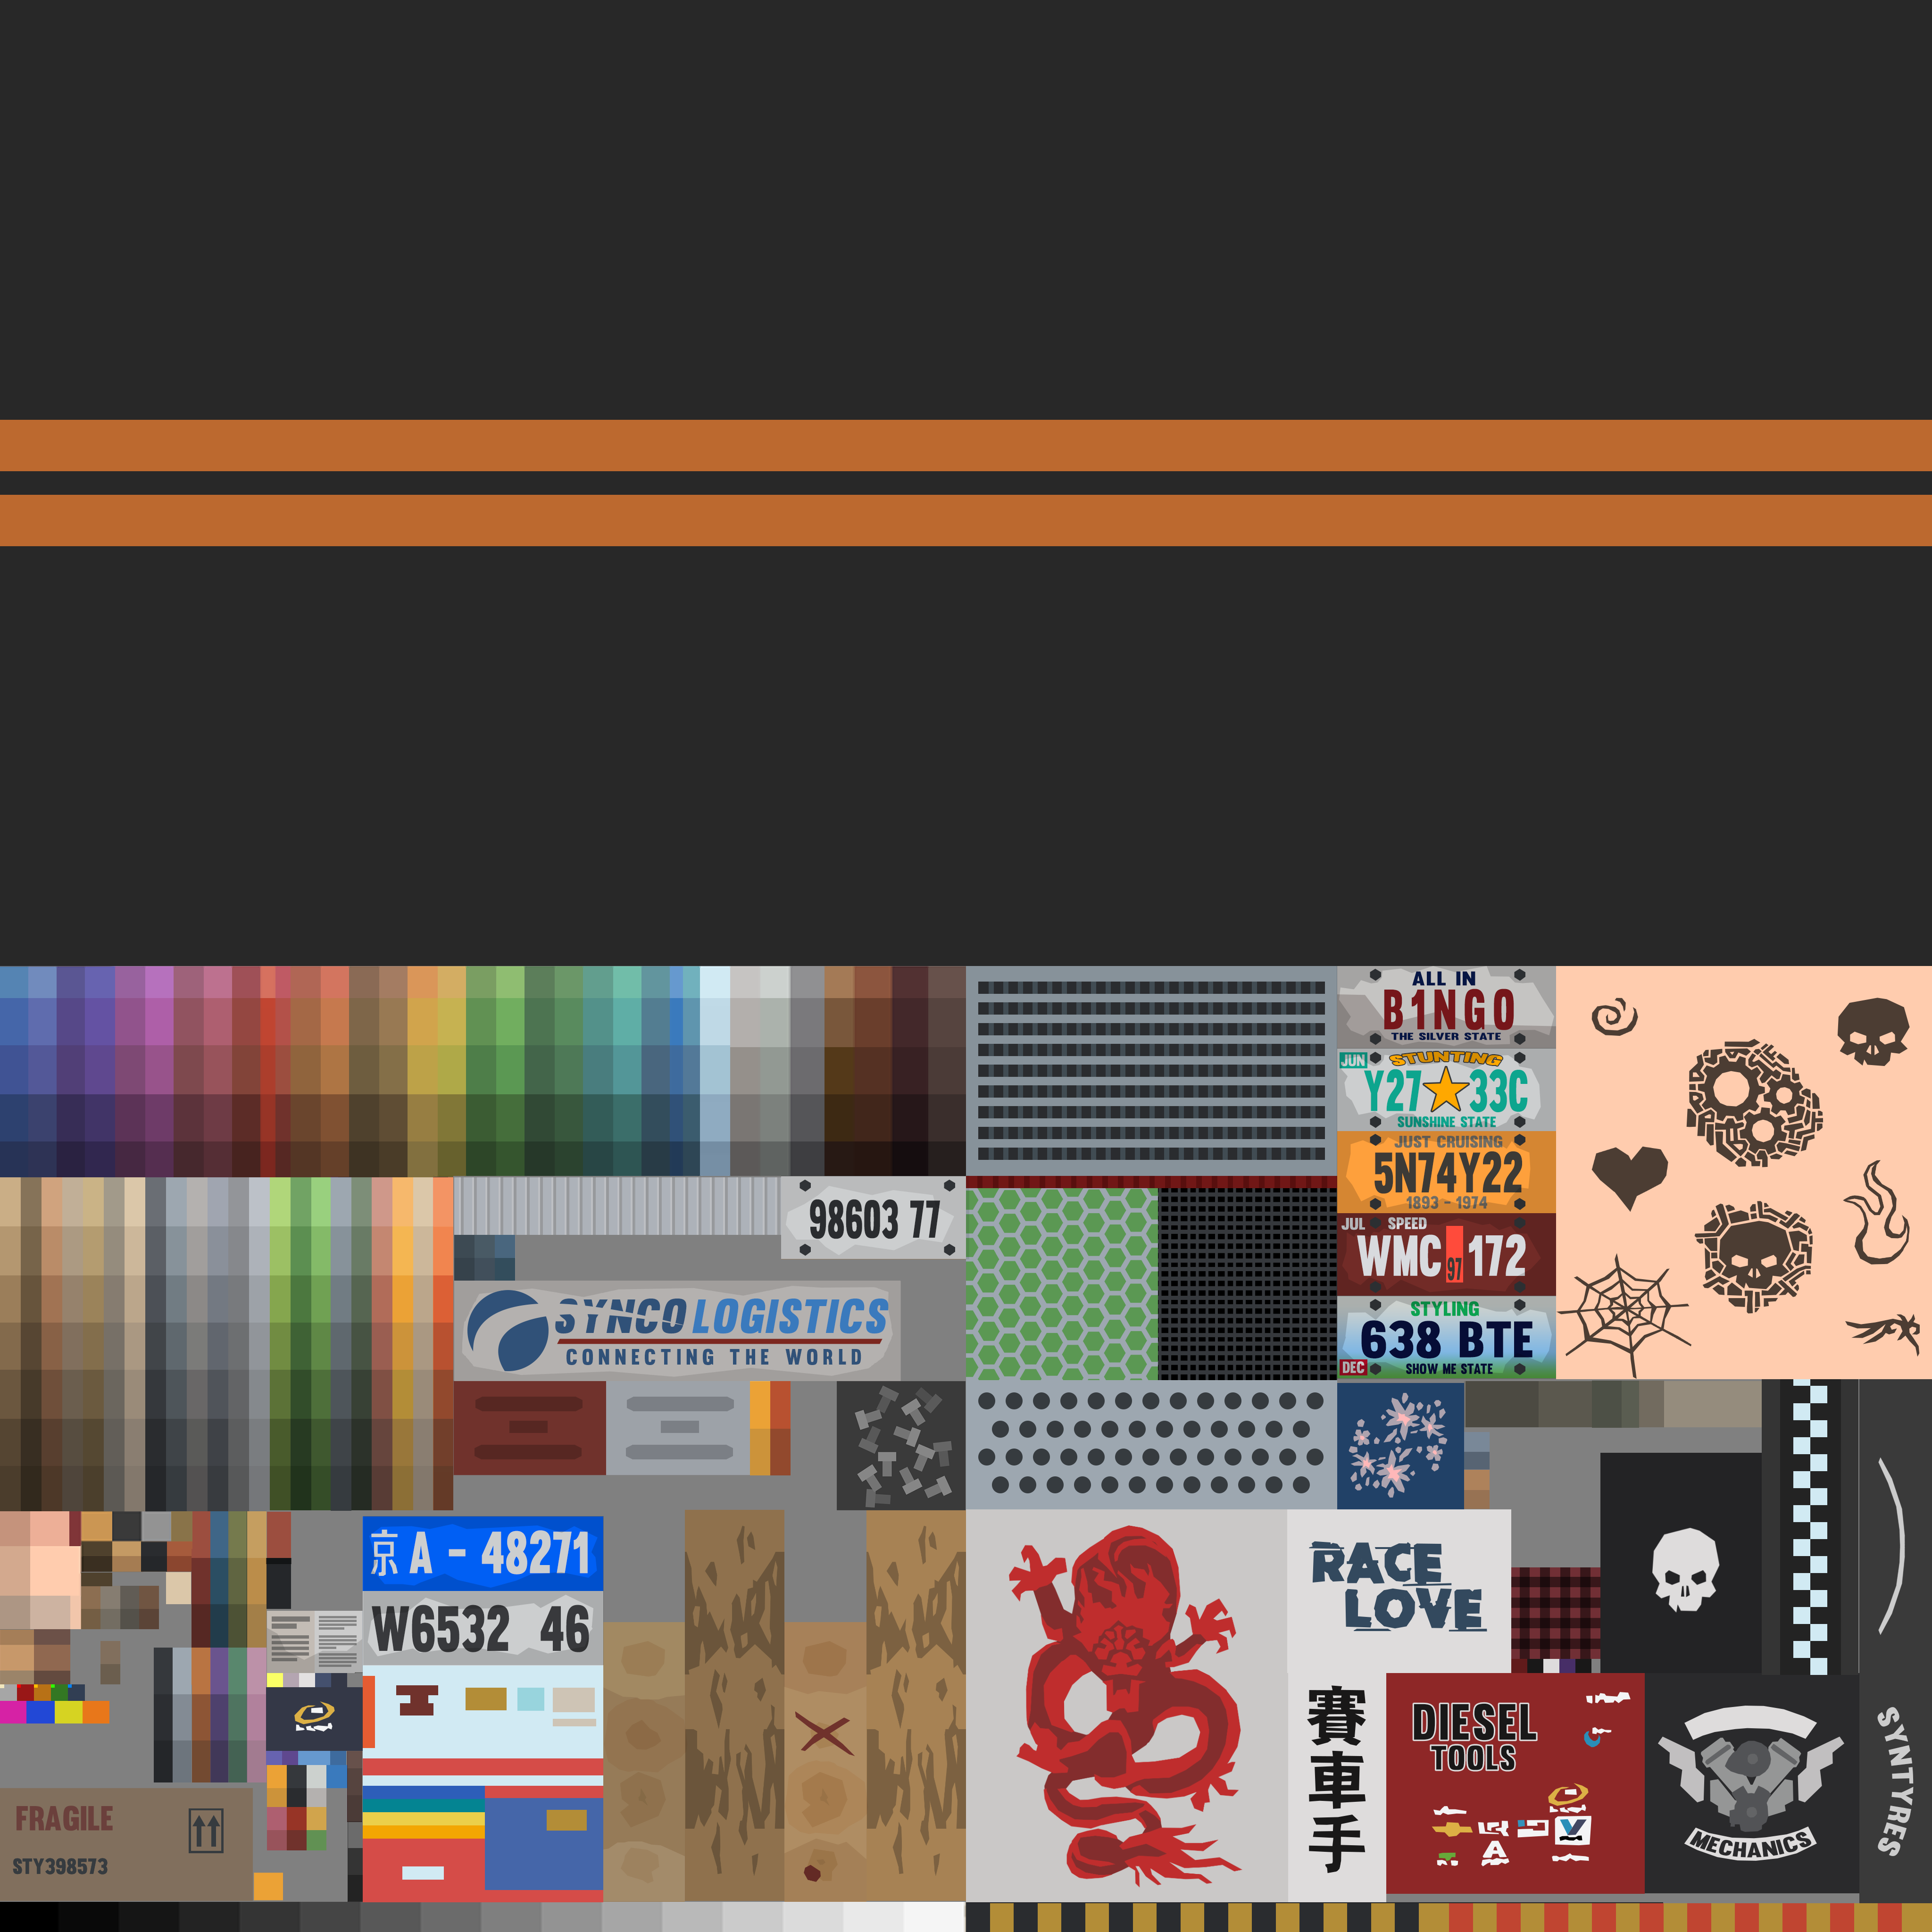 ALL IN
B1NGO
THE SILVER STATE
JUN
STUNTING
Y27 33C
SUNSHINE STATE
JUST CRUISING
5N74Y22
1893 - 1974
JUL SPEED
WMC 97 172
STYLING
638 BTE
DEC SHOW ME STATE
98603 77
SYNCO LOGISTICS
CONNECTING THE WORLD
京A - 48271
W6532 46
FRAGILE
STY398573
RACE
LOVE
賽
車
手
DIESEL
TOOLS
MECHANICS
SYNTYRES